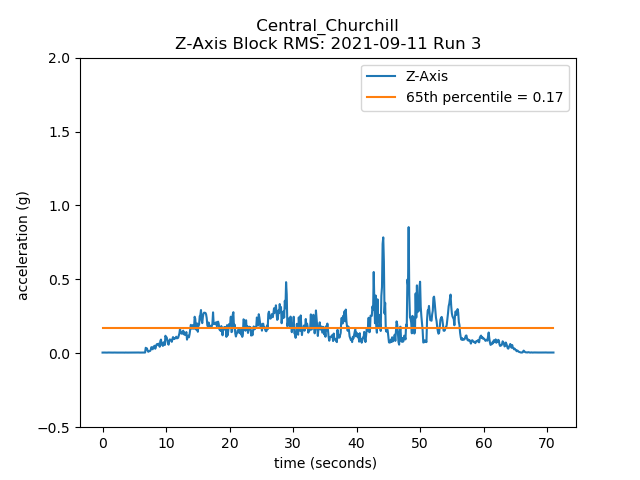 Central_Churchill
Z-Axis Block RMS: 2021-09-11 Run 3
Z-Axis
65th percentile = 0.17
2.0
1.5
1.0
0.5
0.0
−0.5
acceleration (g)
0 10 20 30 40 50 60 70
time (seconds)